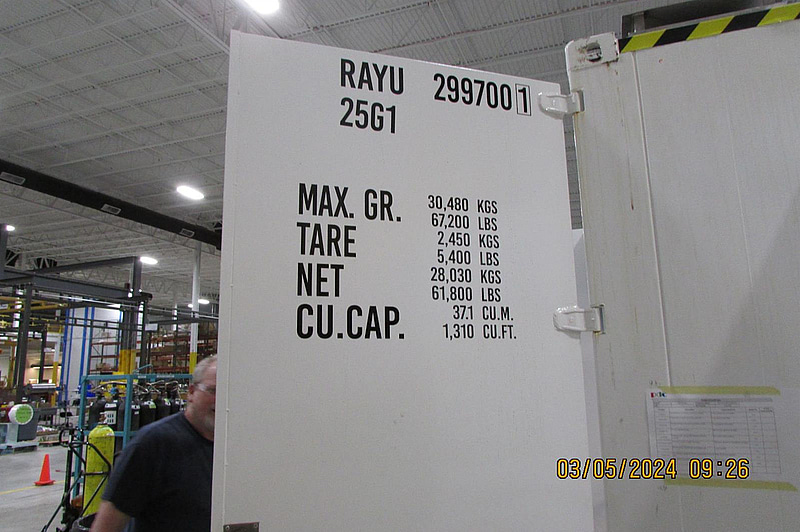 RAYU 299700 1
25G1
MAX. GR. 30,480 KGS
67,200 LBS
TARE 2,450 KGS
5,400 LBS
NET 28,030 KGS
61,800 LBS
CU.CAP. 37.1 CU.M.
1,310 CU.FT.
03/05/2024 09:26